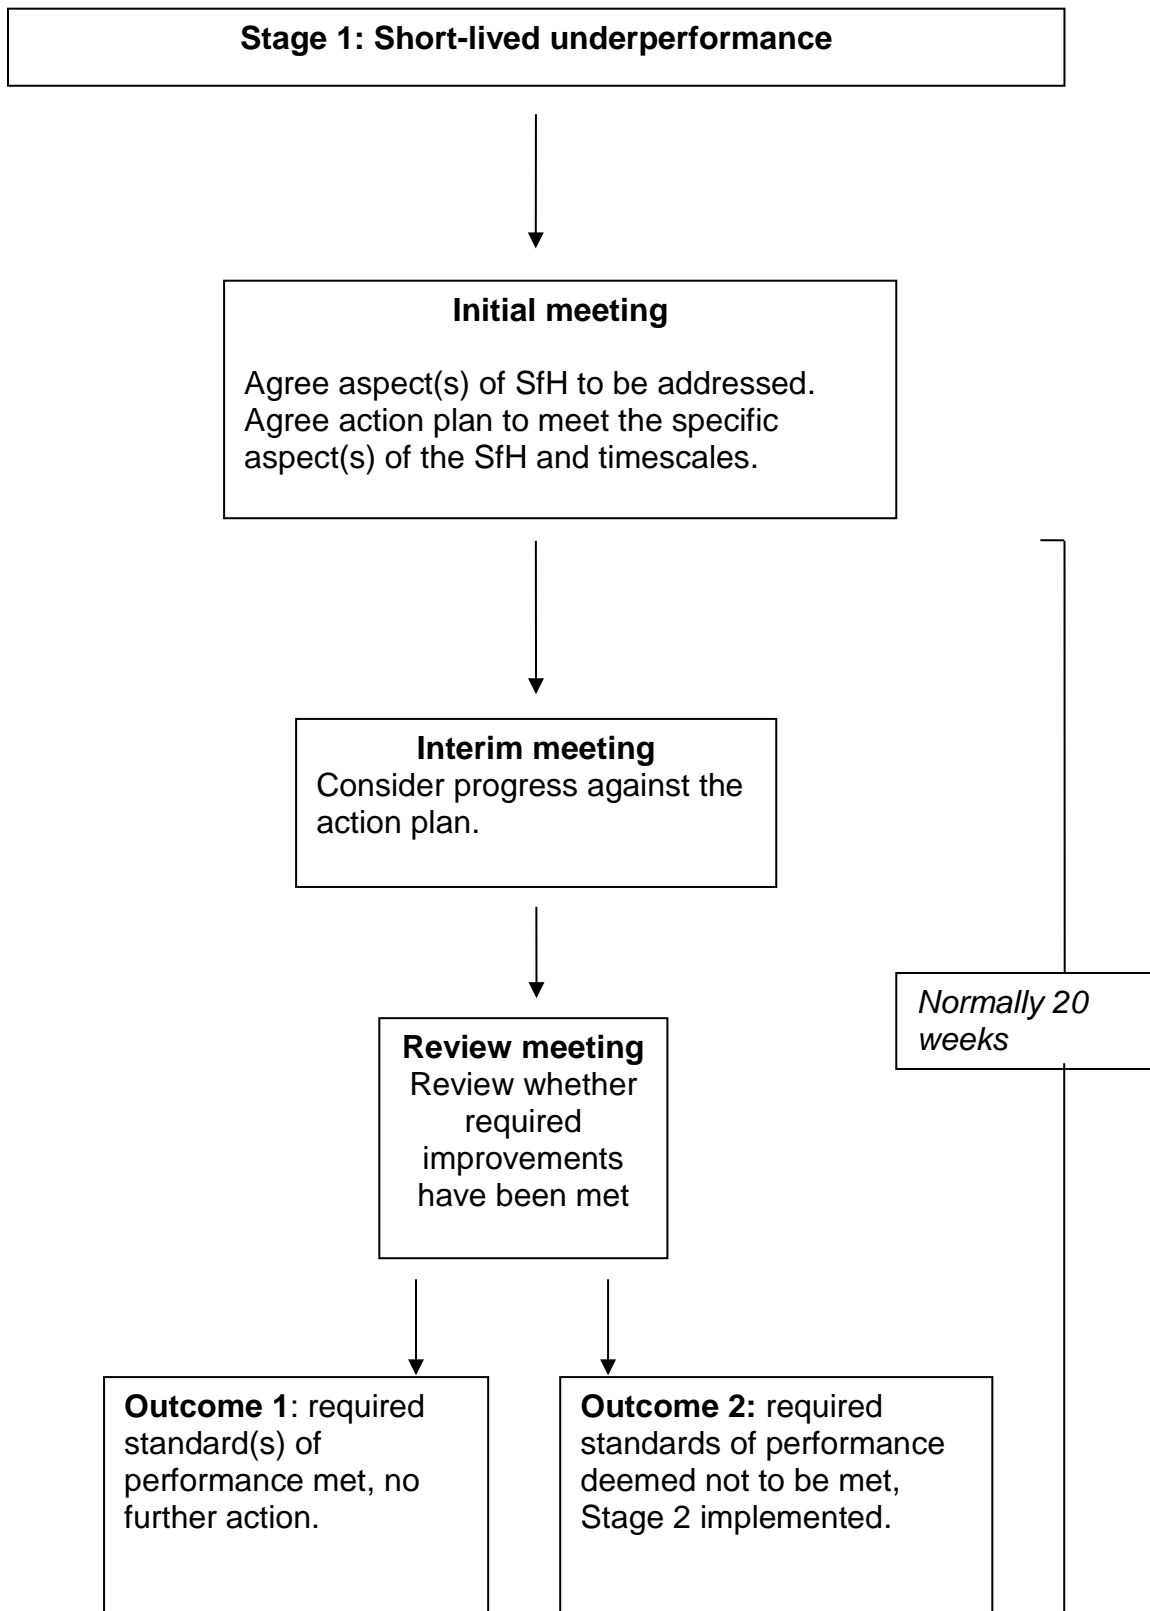 Stage 1: Short-lived underperformance
Initial meeting
Agree aspect(s) of SfH to be addressed.
Agree action plan to meet the specific
aspect(s) of the SfH and timescales.
Interim meeting
Consider progress against the
action plan.
Normally 20
weeks
Review meeting
Review whether
required
improvements
have been met
Outcome 1: required
standard(s) of
performance met, no
further action.
Outcome 2: required
standards of performance
deemed not to be met,
Stage 2 implemented.